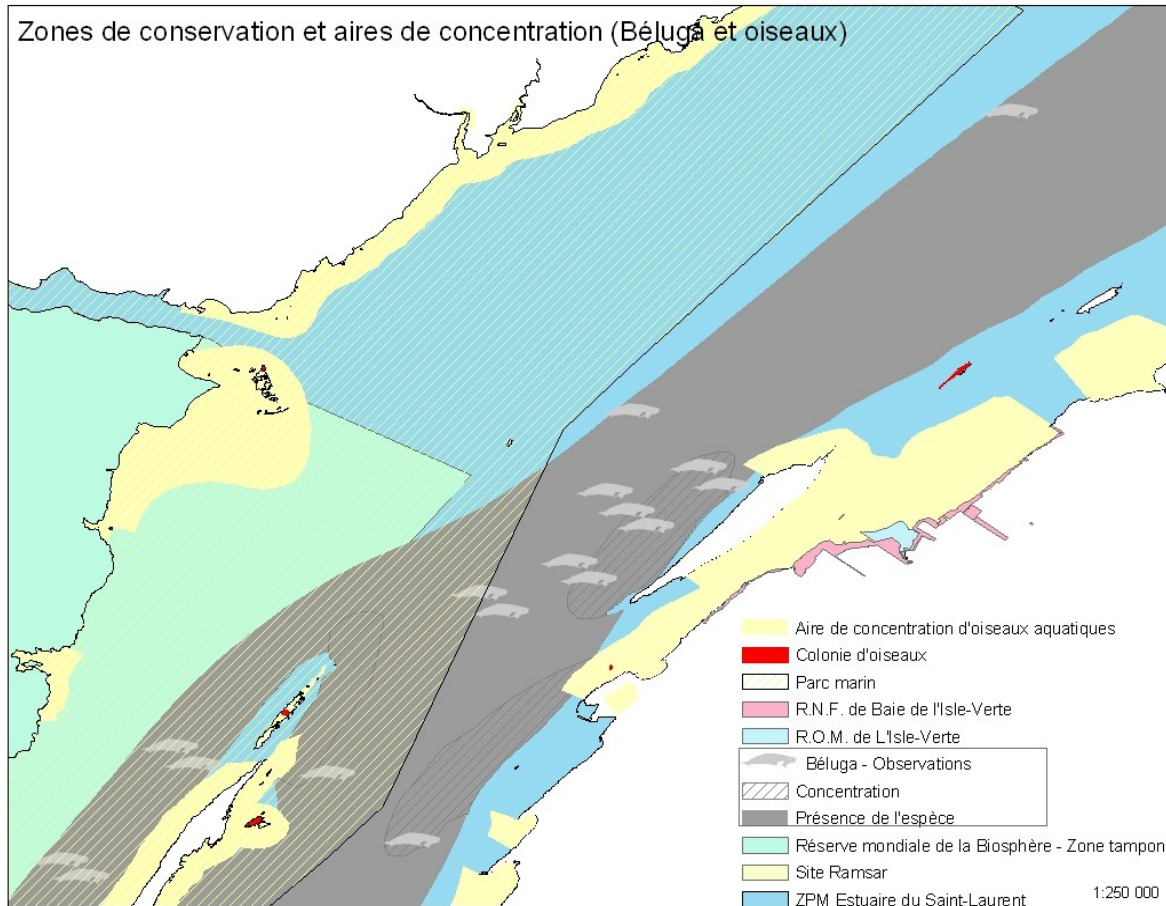 Zones de conservation et aires de concentration (Béluga et oiseaux)
Aire de concentration d'oiseaux aquatiques
Colonie d'oiseaux
Parc marin
R.N.F. de Baie de l'Isle-Verte
R.O.M. de L'Isle-Verte
Béluga - Observations
Concentration
Présence de l'espèce
Réserve mondiale de la Biosphère - Zone tampon
Site Ramsar
ZPM Estuaire du Saint-Laurent
1:250 000